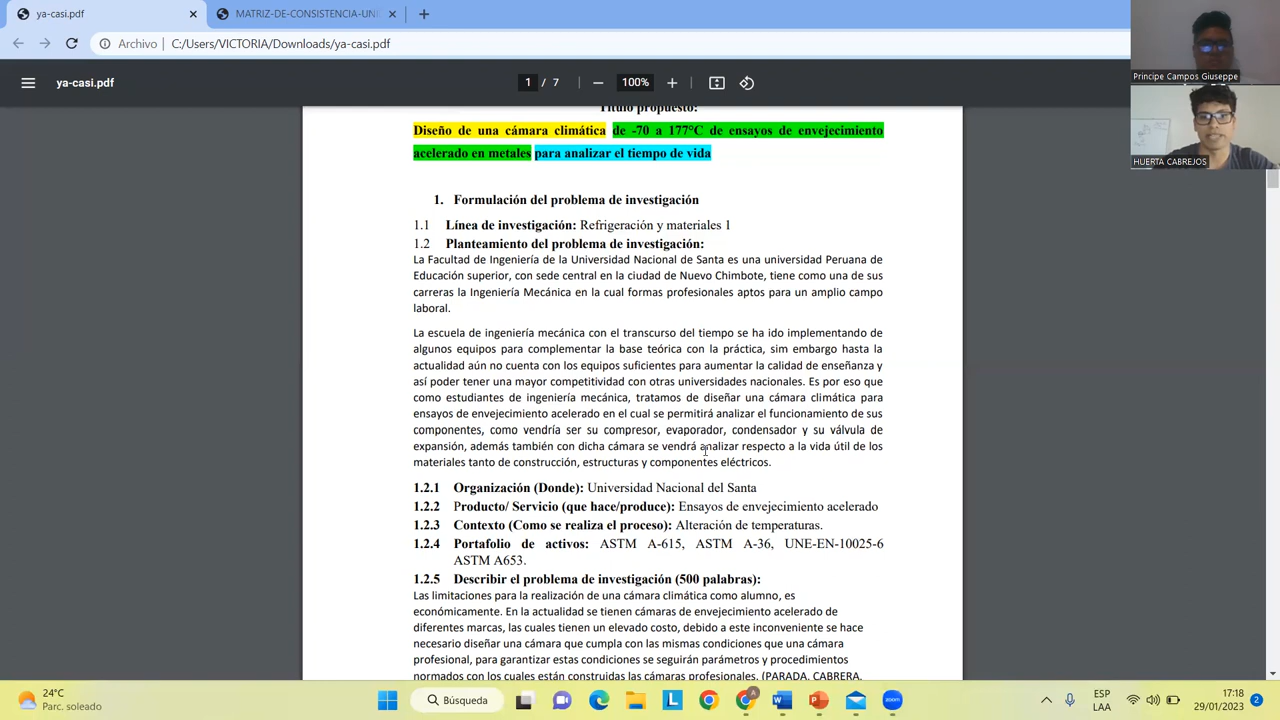 ya-casi.pdf
MATRIZ-DE-CONSISTENCIA-UN
Archivo
C:/Users/VICTORIA/Downloads/ya-casi.pdf
ya-casi.pdf
1 / 7
100%
Principe Campos Giuseppe
HUERTA CABREJOS
Título propuesto:
Diseño de una cámara climática de -70 a 177°C de ensayos de envejecimiento
acelerado en metales para analizar el tiempo de vida
1. Formulación del problema de investigación
1.1 Línea de investigación: Refrigeración y materiales 1
1.2 Planteamiento del problema de investigación:
La Facultad de Ingeniería de la Universidad Nacional de Santa es una universidad Peruana de
Educación superior, con sede central en la ciudad de Nuevo Chimbote, tiene como una de sus
carreras la Ingeniería Mecánica en la cual formas profesionales aptos para un amplio campo
laboral.
La escuela de ingeniería mecánica con el transcurso del tiempo se ha ido implementando de
algunos equipos para complementar la base teórica con la práctica, sim embargo hasta la
actualidad aún no cuenta con los equipos suficientes para aumentar la calidad de enseñanza y
así poder tener una mayor competitividad con otras universidades nacionales. Es por eso que
como estudiantes de ingeniería mecánica, tratamos de diseñar una cámara climática para
ensayos de envejecimiento acelerado en el cual se permitirá analizar el funcionamiento de sus
componentes, como vendría ser su compresor, evaporador, condensador y su válvula de
expansión, además también con dicha cámara se vendrá analizar respecto a la vida útil de los
materiales tanto de construcción, estructuras y componentes eléctricos.
1.2.1 Organización (Donde): Universidad Nacional del Santa
1.2.2 Producto/ Servicio (que hace/produce): Ensayos de envejecimiento acelerado
1.2.3 Contexto (Como se realiza el proceso): Alteración de temperaturas.
1.2.4 Portafolio de activos: ASTM A-615, ASTM A-36, UNE-EN-10025-6
ASTM A653.
1.2.5 Describir el problema de investigación (500 palabras):
Las limitaciones para la realización de una cámara climática como alumno, es
económicamente. En la actualidad se tienen cámaras de envejecimiento acelerado de
diferentes marcas, las cuales tienen un elevado costo, debido a este inconveniente se hace
necesario diseñar una cámara que cumpla con las mismas condiciones que una cámara
profesional, para garantizar estas condiciones se seguirán parámetros y procedimientos
normados con los cuales están construidas las cámaras profesionales. (PARADA, CABRERA,
24°C
Parc. soleado
Búsqueda
ESP
LAA
17:18
29/01/2023
2